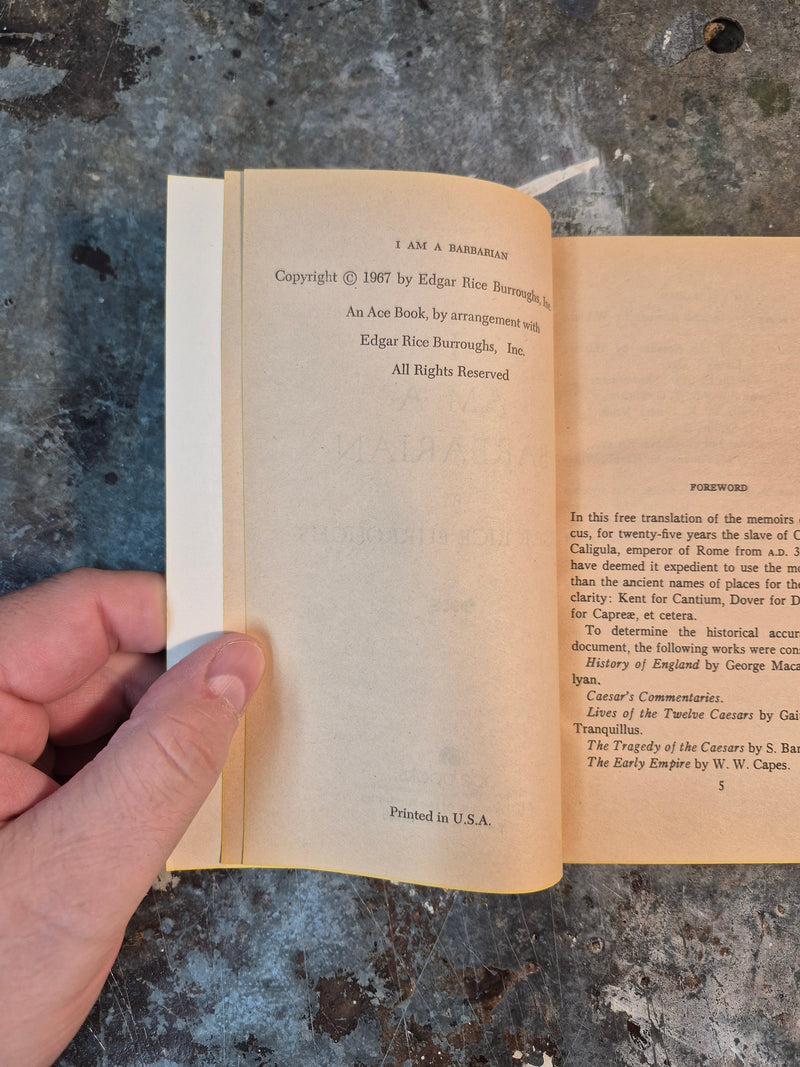 I AM A BARBARIAN
Copyright © 1967 by Edgar Rice Burroughs, Inc.
An Ace Book, by arrangement with
Edgar Rice Burroughs, Inc.
All Rights Reserved
Printed in U.S.A.
FOREWORD
In this free translation of the memoirs
cus, for twenty-five years the slave of
Caligula, emperor of Rome from A.D.
have deemed it expedient to use the
than the ancient names of places for the
clarity: Kent for Cantium, Dover for
for Capreæ, et cetera.
To determine the historical
document, the following works were
History of England by George
lyan.
Caesar's Commentaries.
Lives of the Twelve Caesars by
Tranquillus.
The Tragedy of the Caesars by S.
The Early Empire by W. W. Capes.
5